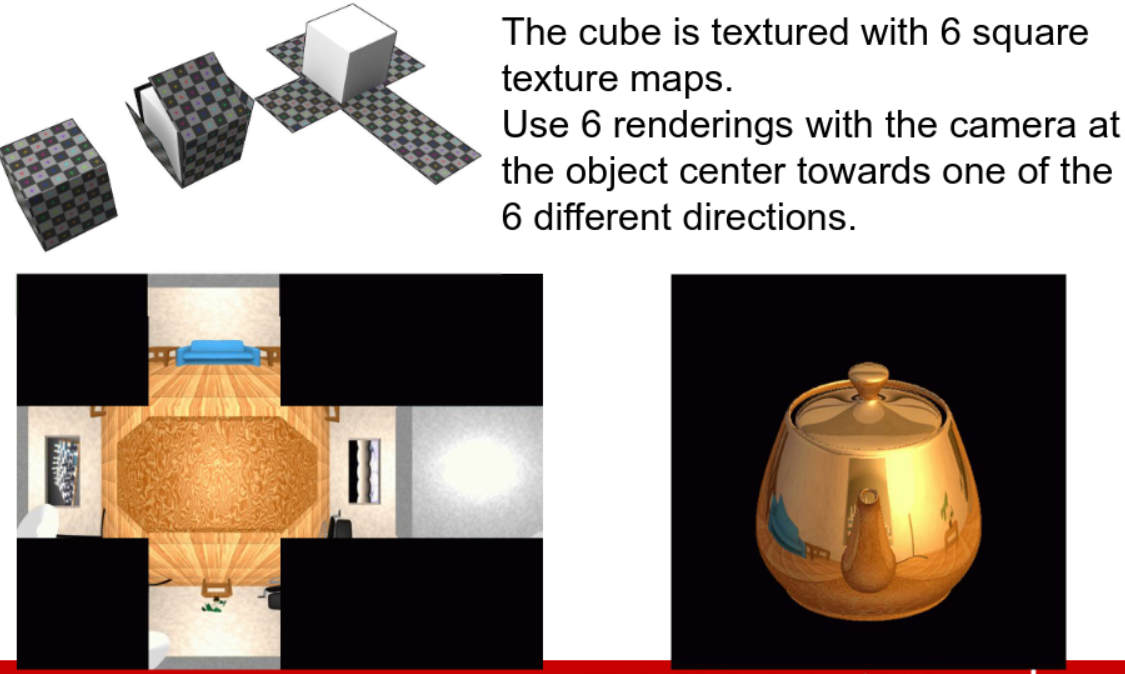 The cube is textured with 6 square
texture maps.
Use 6 renderings with the camera at
the object center towards one of the
6 different directions.